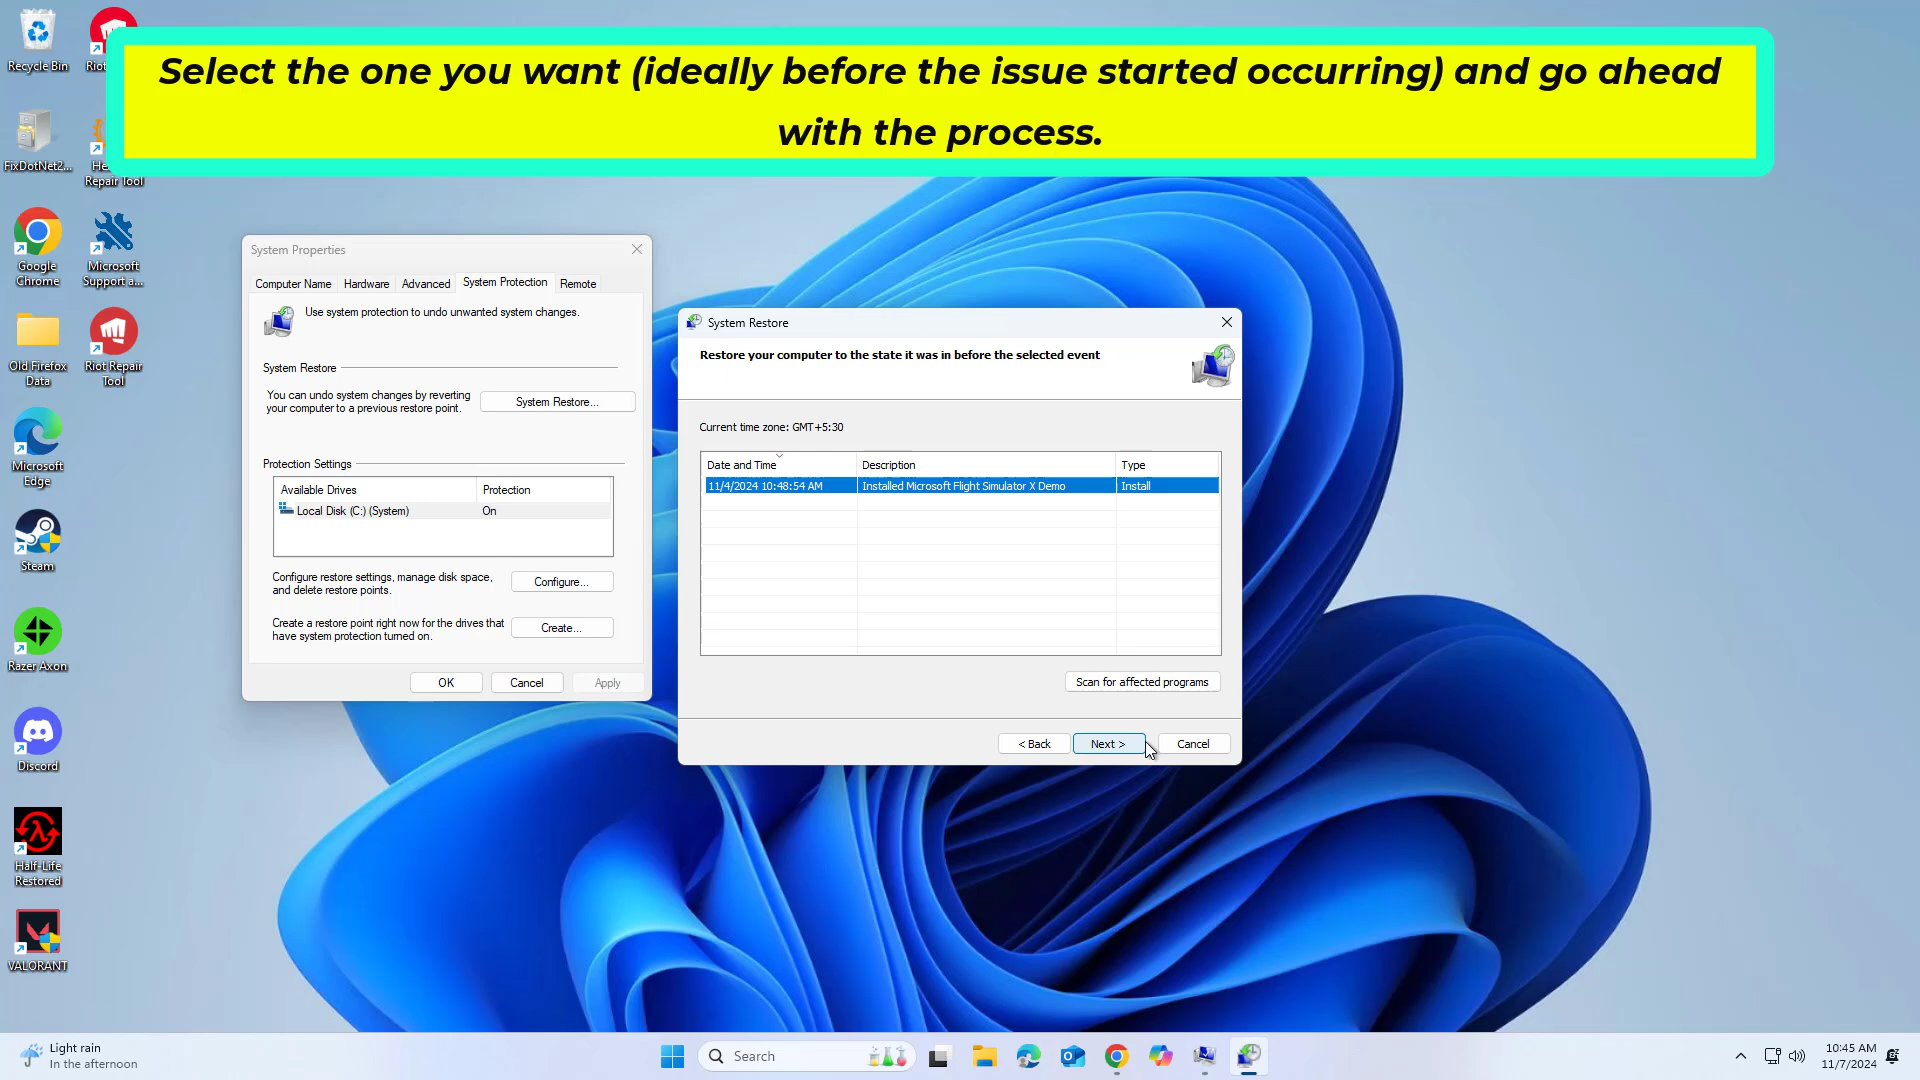 Select the one you want (ideally before the issue started occurring) and go ahead
with the process.
Recycle Bin
Riot
FixDotNet2...
He
Repair Tool
Google
Chrome
Microsoft
Support a...
Old Firefox
Data
Riot Repair
Tool
Microsoft
Edge
Steam
Razer Axon
Discord
Half-Life
Restored
VALORANT
System Properties
Computer Name
Hardware
Advanced
System Protection
Remote
Use system protection to undo unwanted system changes.
System Restore
You can undo system changes by reverting
your computer to a previous restore point.
System Restore...
Protection Settings
Available Drives
Protection
Local Disk (C:) (System)
On
Configure restore settings, manage disk space,
and delete restore points.
Configure...
Create a restore point right now for the drives that
have system protection turned on.
Create...
OK
Cancel
Apply
System Restore
Restore your computer to the state it was in before the selected event
Current time zone: GMT+5:30
Date and Time
Description
Type
11/4/2024 10:48:54 AM
Installed Microsoft Flight Simulator X Demo
Install
Scan for affected programs
< Back
Next >
Cancel
Light rain
In the afternoon
Search
10:45 AM
11/7/2024